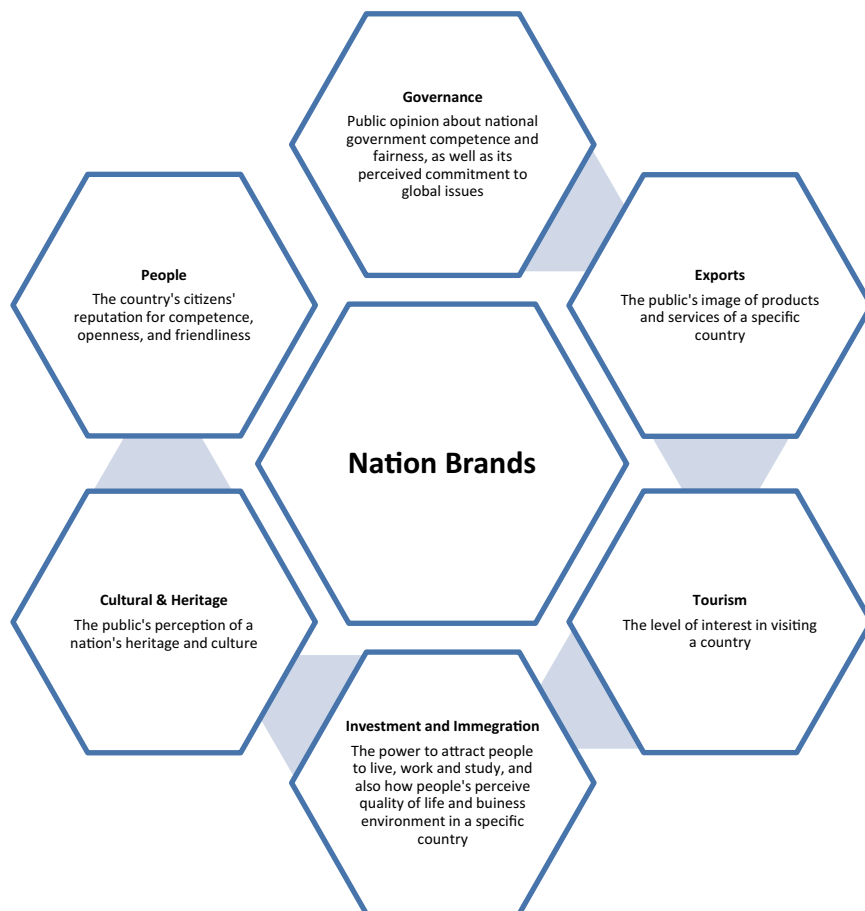 Governance
Public opinion about national
government competence and
fairness, as well as its
perceived commitment to
global issues
People
The country's citizens'
reputation for competence,
openness, and friendliness
Exports
The public's image of products
and services of a specific
country
Nation Brands
Cultural & Heritage
The public's perception of a
nation's heritage and culture
Tourism
The level of interest in visiting
a country
Investment and Immegration
The power to attract people
to live, work and study, and
also how people's perceive
quality of life and buiness
environment in a specific
country